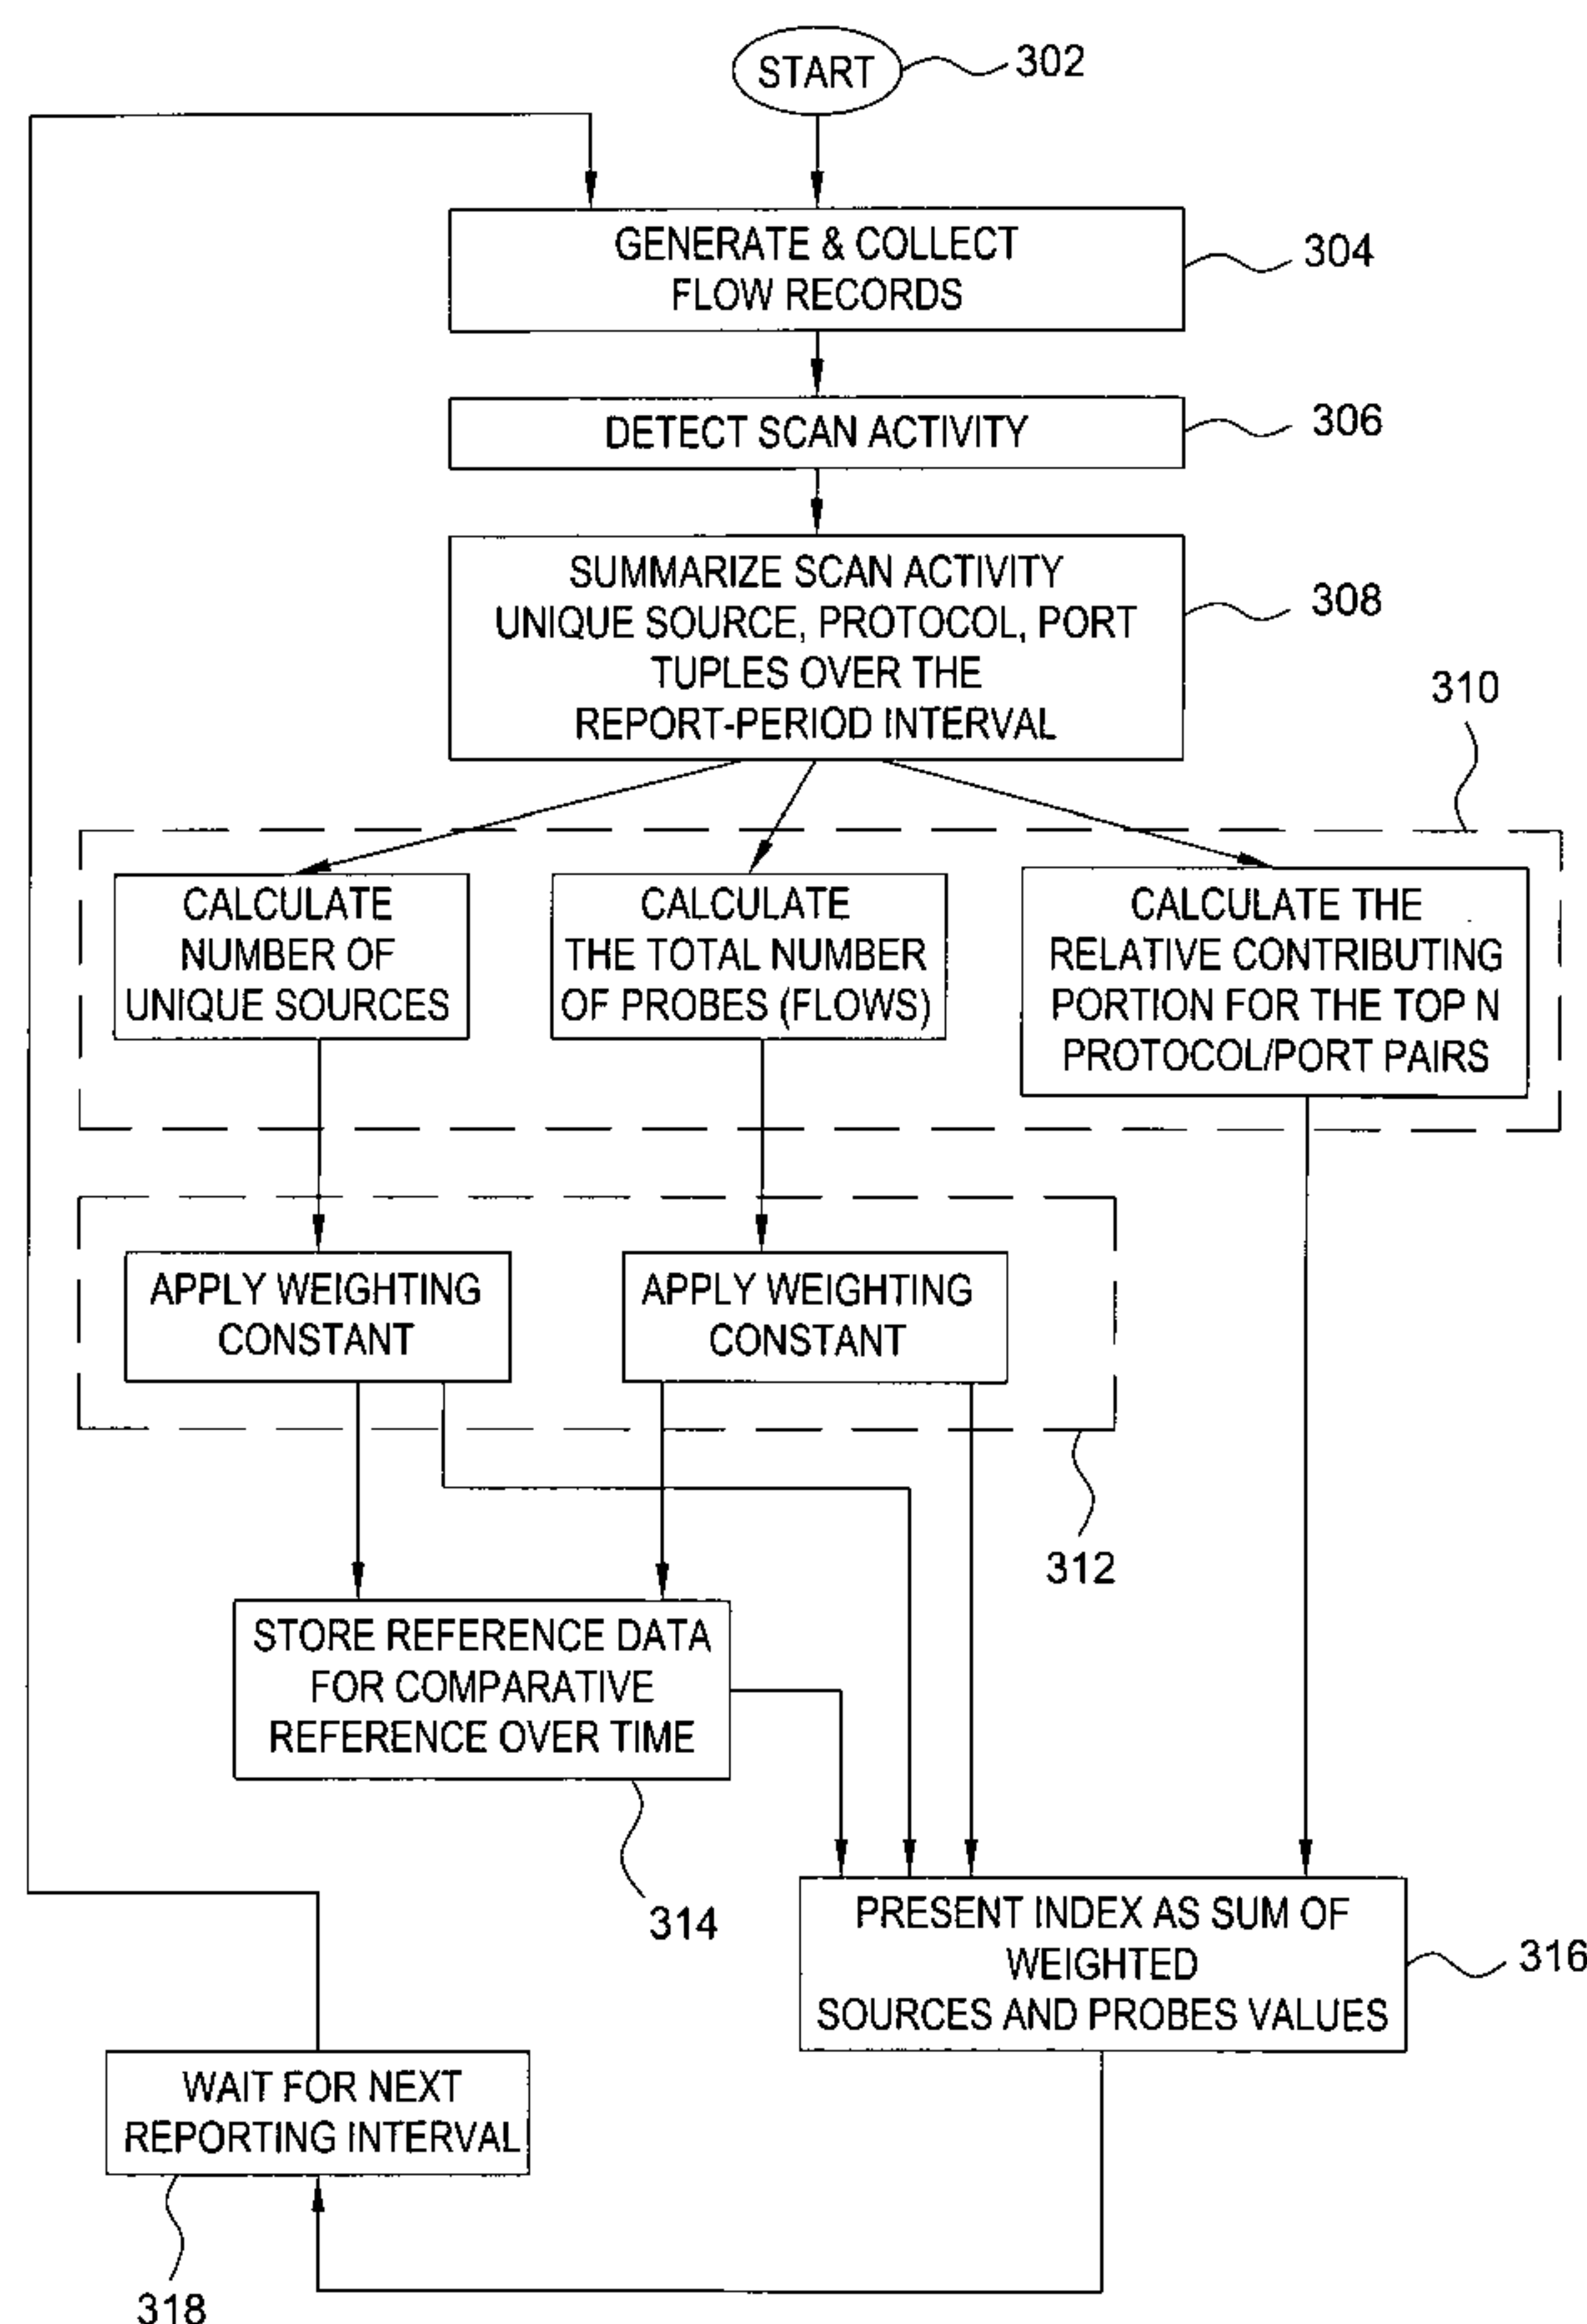 START
302
GENERATE & COLLECT
FLOW RECORDS
304
DETECT SCAN ACTIVITY
306
SUMMARIZE SCAN ACTIVITY
UNIQUE SOURCE, PROTOCOL, PORT
TUPLES OVER THE
REPORT-PERIOD INTERVAL
308
310
CALCULATE
NUMBER OF
UNIQUE SOURCES
CALCULATE
THE TOTAL NUMBER
OF PROBES (FLOWS)
CALCULATE THE
RELATIVE CONTRIBUTING
PORTION FOR THE TOP N
PROTOCOL/PORT PAIRS
APPLY WEIGHTING
CONSTANT
APPLY WEIGHTING
CONSTANT
312
STORE REFERENCE DATA
FOR COMPARATIVE
REFERENCE OVER TIME
314
PRESENT INDEX AS SUM OF
WEIGHTED
SOURCES AND PROBES VALUES
316
WAIT FOR NEXT
REPORTING INTERVAL
318